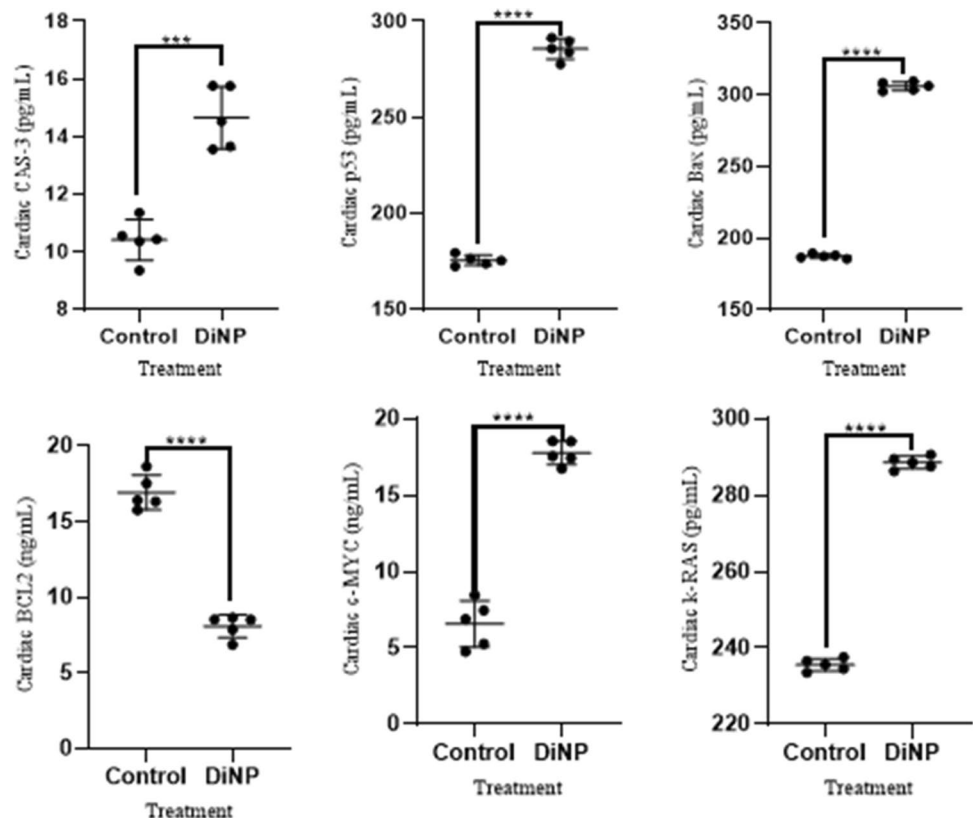 Cardiac CAS-3 (pg/mL)
18
16
14
12
10
8
***
Control DiNP
Treatment
Cardiac p53 (pg/mL)
300
250
200
150
****
Control DiNP
Treatment
Cardiac Bax (pg/mL)
350
300
250
200
150
****
Control DiNP
Treatment
Cardiac BCL2 (ng/mL)
20
15
10
5
0
****
Control DiNP
Treatment
Cardiac c-MYC (ng/mL)
20
15
10
5
0
****
Control DiNP
Treatment
Cardiac k-RAS (pg/mL)
300
280
260
240
220
****
Control DiNP
Treatment